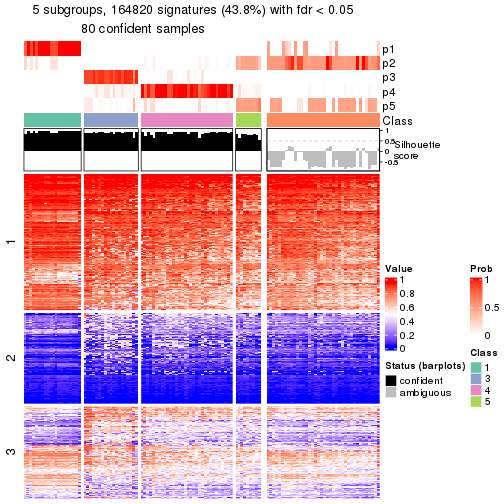 5 subgroups, 164820 signatures (43.8%) with fdr < 0.05
80 confident samples
p1
p2
p3
p4
p5
Class
1
0.5
0
-0.5
Silhouette
score
1
2
3
Value
1
0.8
0.6
0.4
0.2
0
Status (barplots)
confident
ambiguous
Prob
1
0.5
0
Class
1
3
4
5